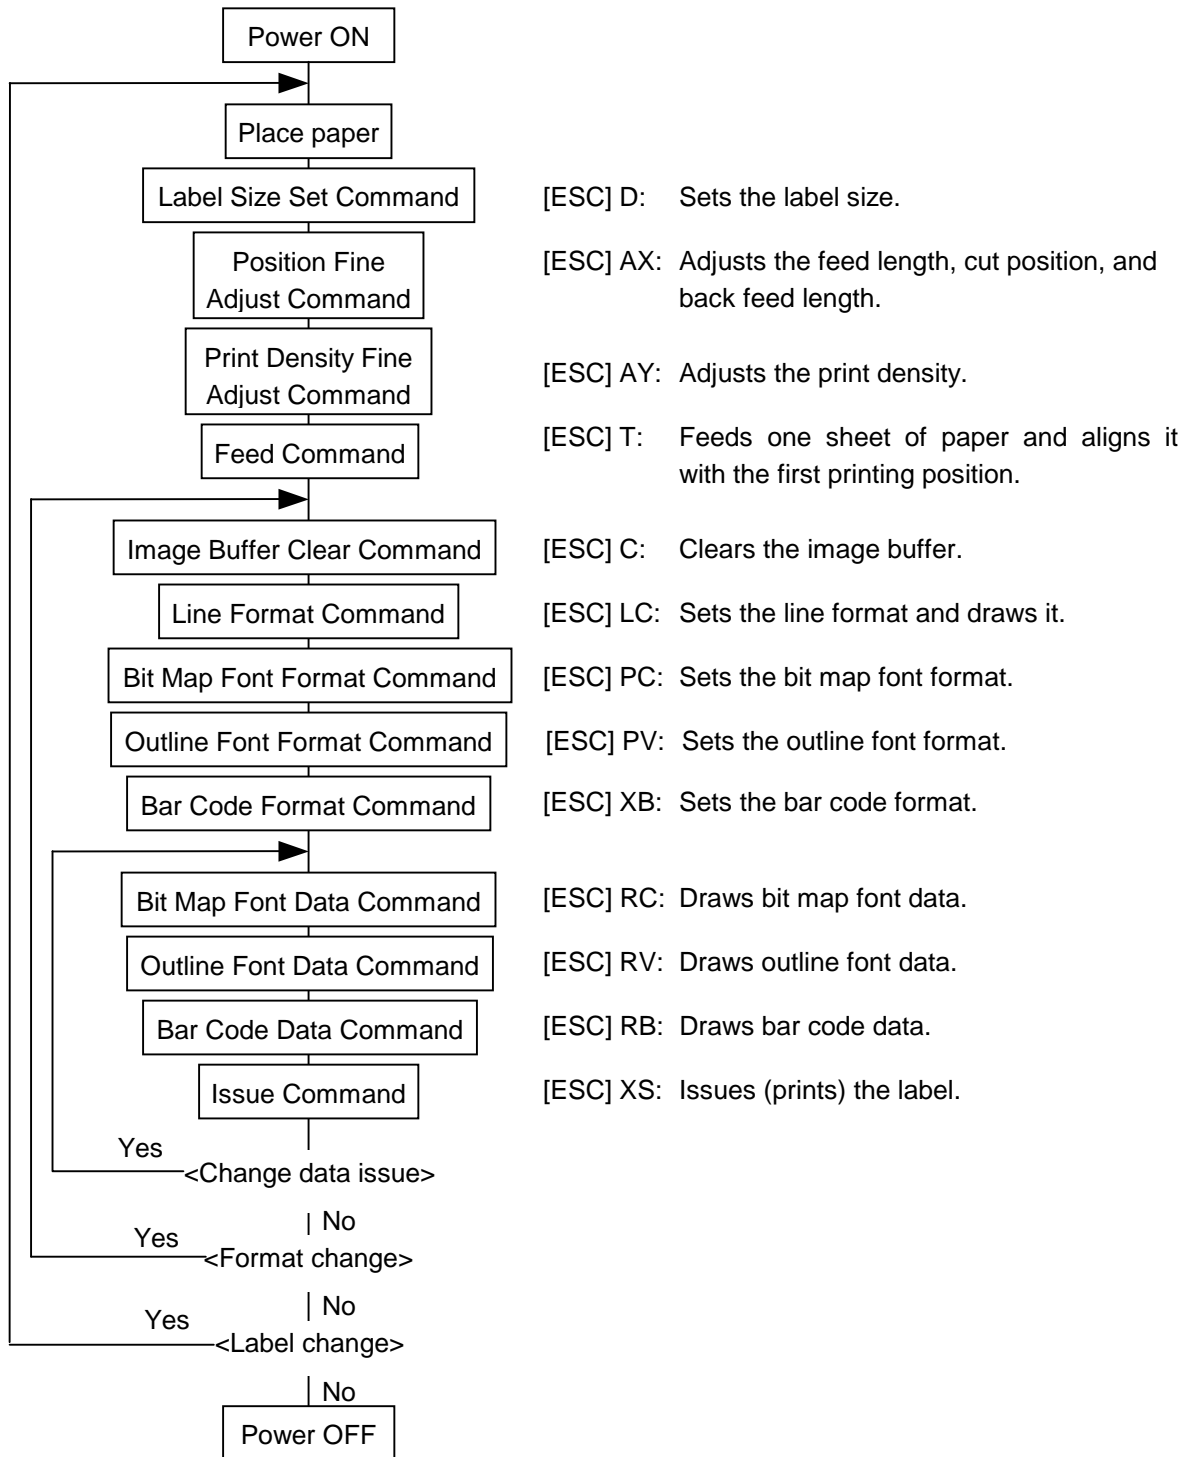 Power ON
Place paper
Label Size Set Command [ESC] D: Sets the label size.
Position Fine [ESC] AX: Adjusts the feed length, cut position, and
Adjust Command back feed length.
Print Density Fine
Adjust Command [ESC] AY: Adjusts the print density.
Feed Command [ESC] T: Feeds one sheet of paper and aligns it
with the first printing position.
Image Buffer Clear Command [ESC] C: Clears the image buffer.
Line Format Command [ESC] LC: Sets the line format and draws it.
Bit Map Font Format Command [ESC] PC: Sets the bit map font format.
Outline Font Format Command [ESC] PV: Sets the outline font format.
Bar Code Format Command [ESC] XB: Sets the bar code format.
Bit Map Font Data Command [ESC] RC: Draws bit map font data.
Outline Font Data Command [ESC] RV: Draws outline font data.
Bar Code Data Command [ESC] RB: Draws bar code data.
Issue Command [ESC] XS: Issues (prints) the label.
Yes
<Change data issue>
No
Yes
<Format change>
No
Yes
<Label change>
No
Power OFF